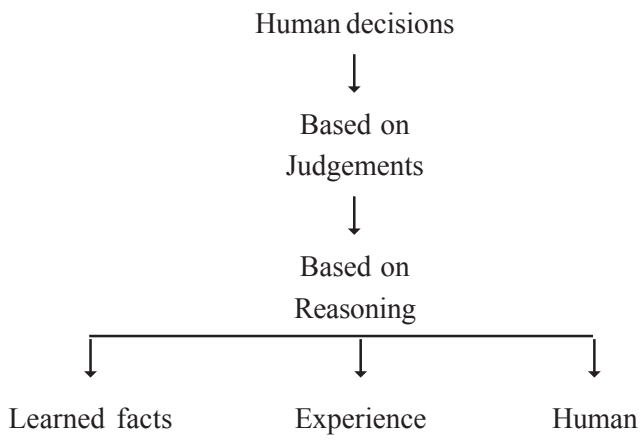 Human decisions
Based on
Judgements
Based on
Reasoning
Learned facts Experience Human